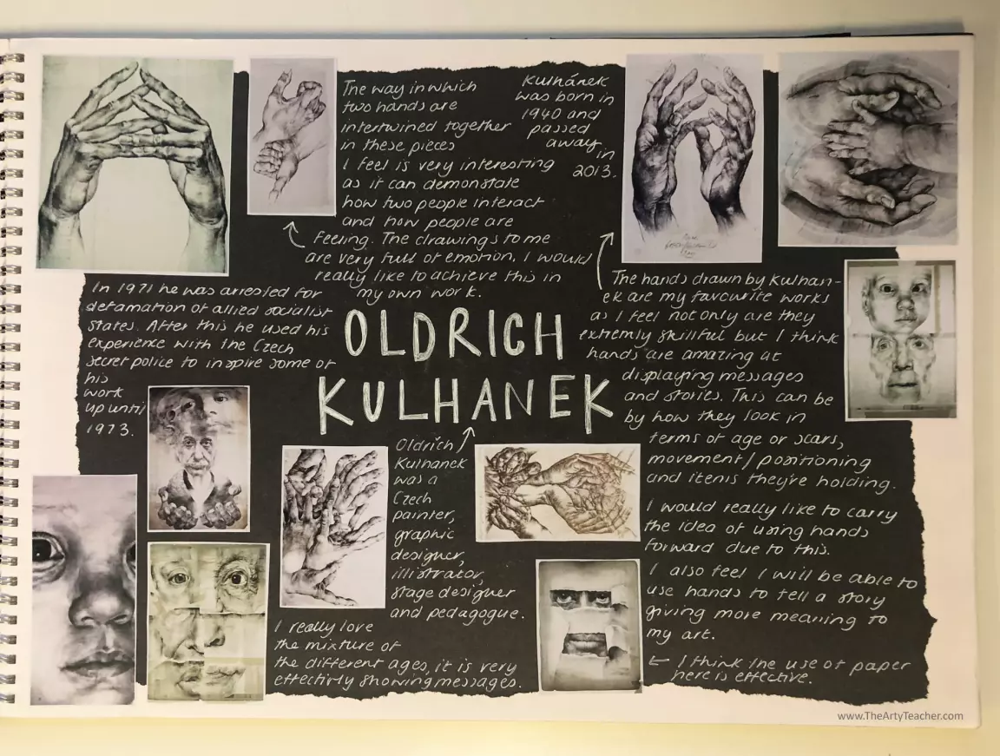 The way in which
two hands are
intertwined together
in these pieces
I feel is very interesting
as it can demonstate
how two people interact
and how people are
feeling. The drawings to me
are very full of emotion, I would
really like to achieve this in
my own work.
Kulhánek
was born in
1940 and
passed
away
in
2013.
In 1971 he was arrested for
defamation of allied socialist
states. After this he used his
experience with the Czech
secret police to inspire some of
his
work
up until
1973.
OLDRICH
KULHANEK
The hands drawn by Kulhan-
ek are my favourite works
as I feel not only are they
extremly skillful but I think
hands are amazing at
displaying messages
and stories. This can be
by how they look in
terms of age or scars,
movement/positioning
and items they're holding.
I would really like to carry
the idea of using hands
forward due to this.
I also feel I will be able to
use hands to tell a story
giving more meaning to
my art.
Oldrich
Kulhanek
was a
Czech
painter,
graphic
designer,
illistrator,
stage designer
and pedagogue.
I really love
the mixture of
the different ages, it is very
effectivly showing messages.
← I think the use of paper
here is effective.
www.TheArtyTeacher.com